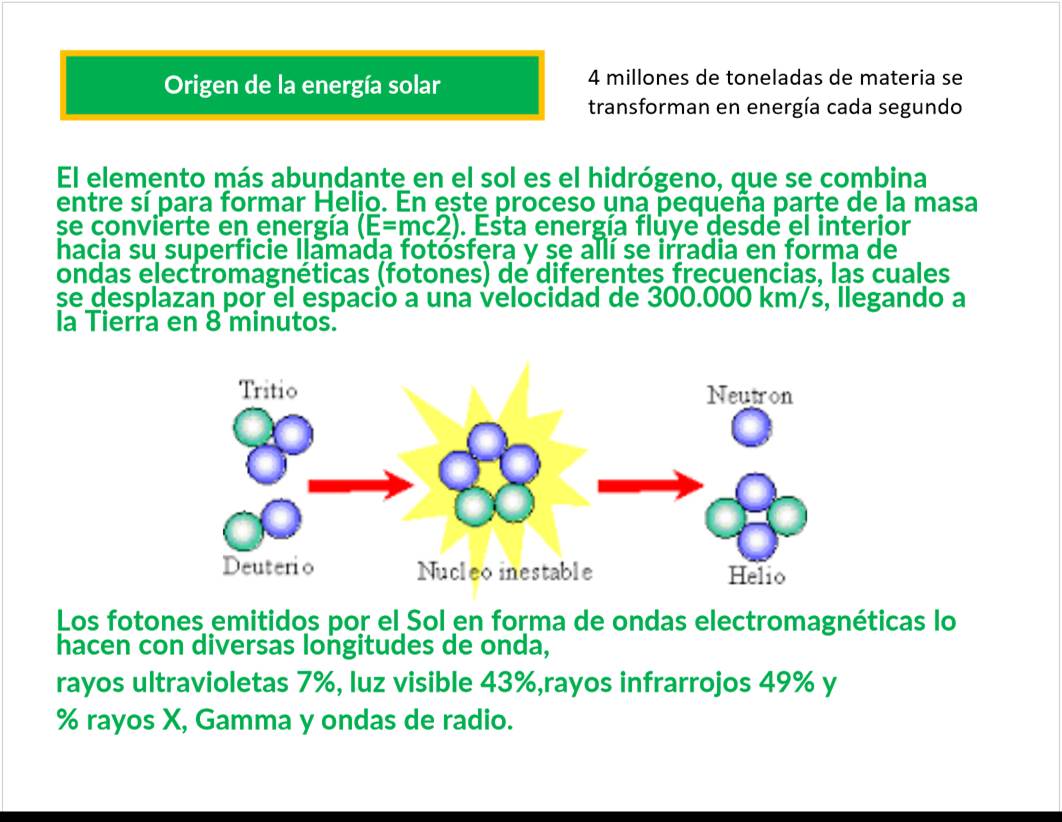 Origen de la energía solar
4 millones de toneladas de materia se
transforman en energía cada segundo
El elemento más abundante en el sol es el hidrógeno, que se combina
entre sí para formar Helio. En este proceso una pequeña parte de la masa
se convierte en energía (E=mc2). Esta energía fluye desde el interior
hacia su superficie llamada fotósfera y se allí se irradia en forma de
ondas electromagnéticas (fotones) de diferentes frecuencias, las cuales
se desplazan por el espacio a una velocidad de 300.000 km/s, llegando a
la Tierra en 8 minutos.
Tritio
Neutron
Deuterio
Nucleo inestable
Helio
Los fotones emitidos por el Sol en forma de ondas electromagnéticas lo
hacen con diversas longitudes de onda,
rayos ultravioletas 7%, luz visible 43%,rayos infrarrojos 49% y
% rayos X, Gamma y ondas de radio.